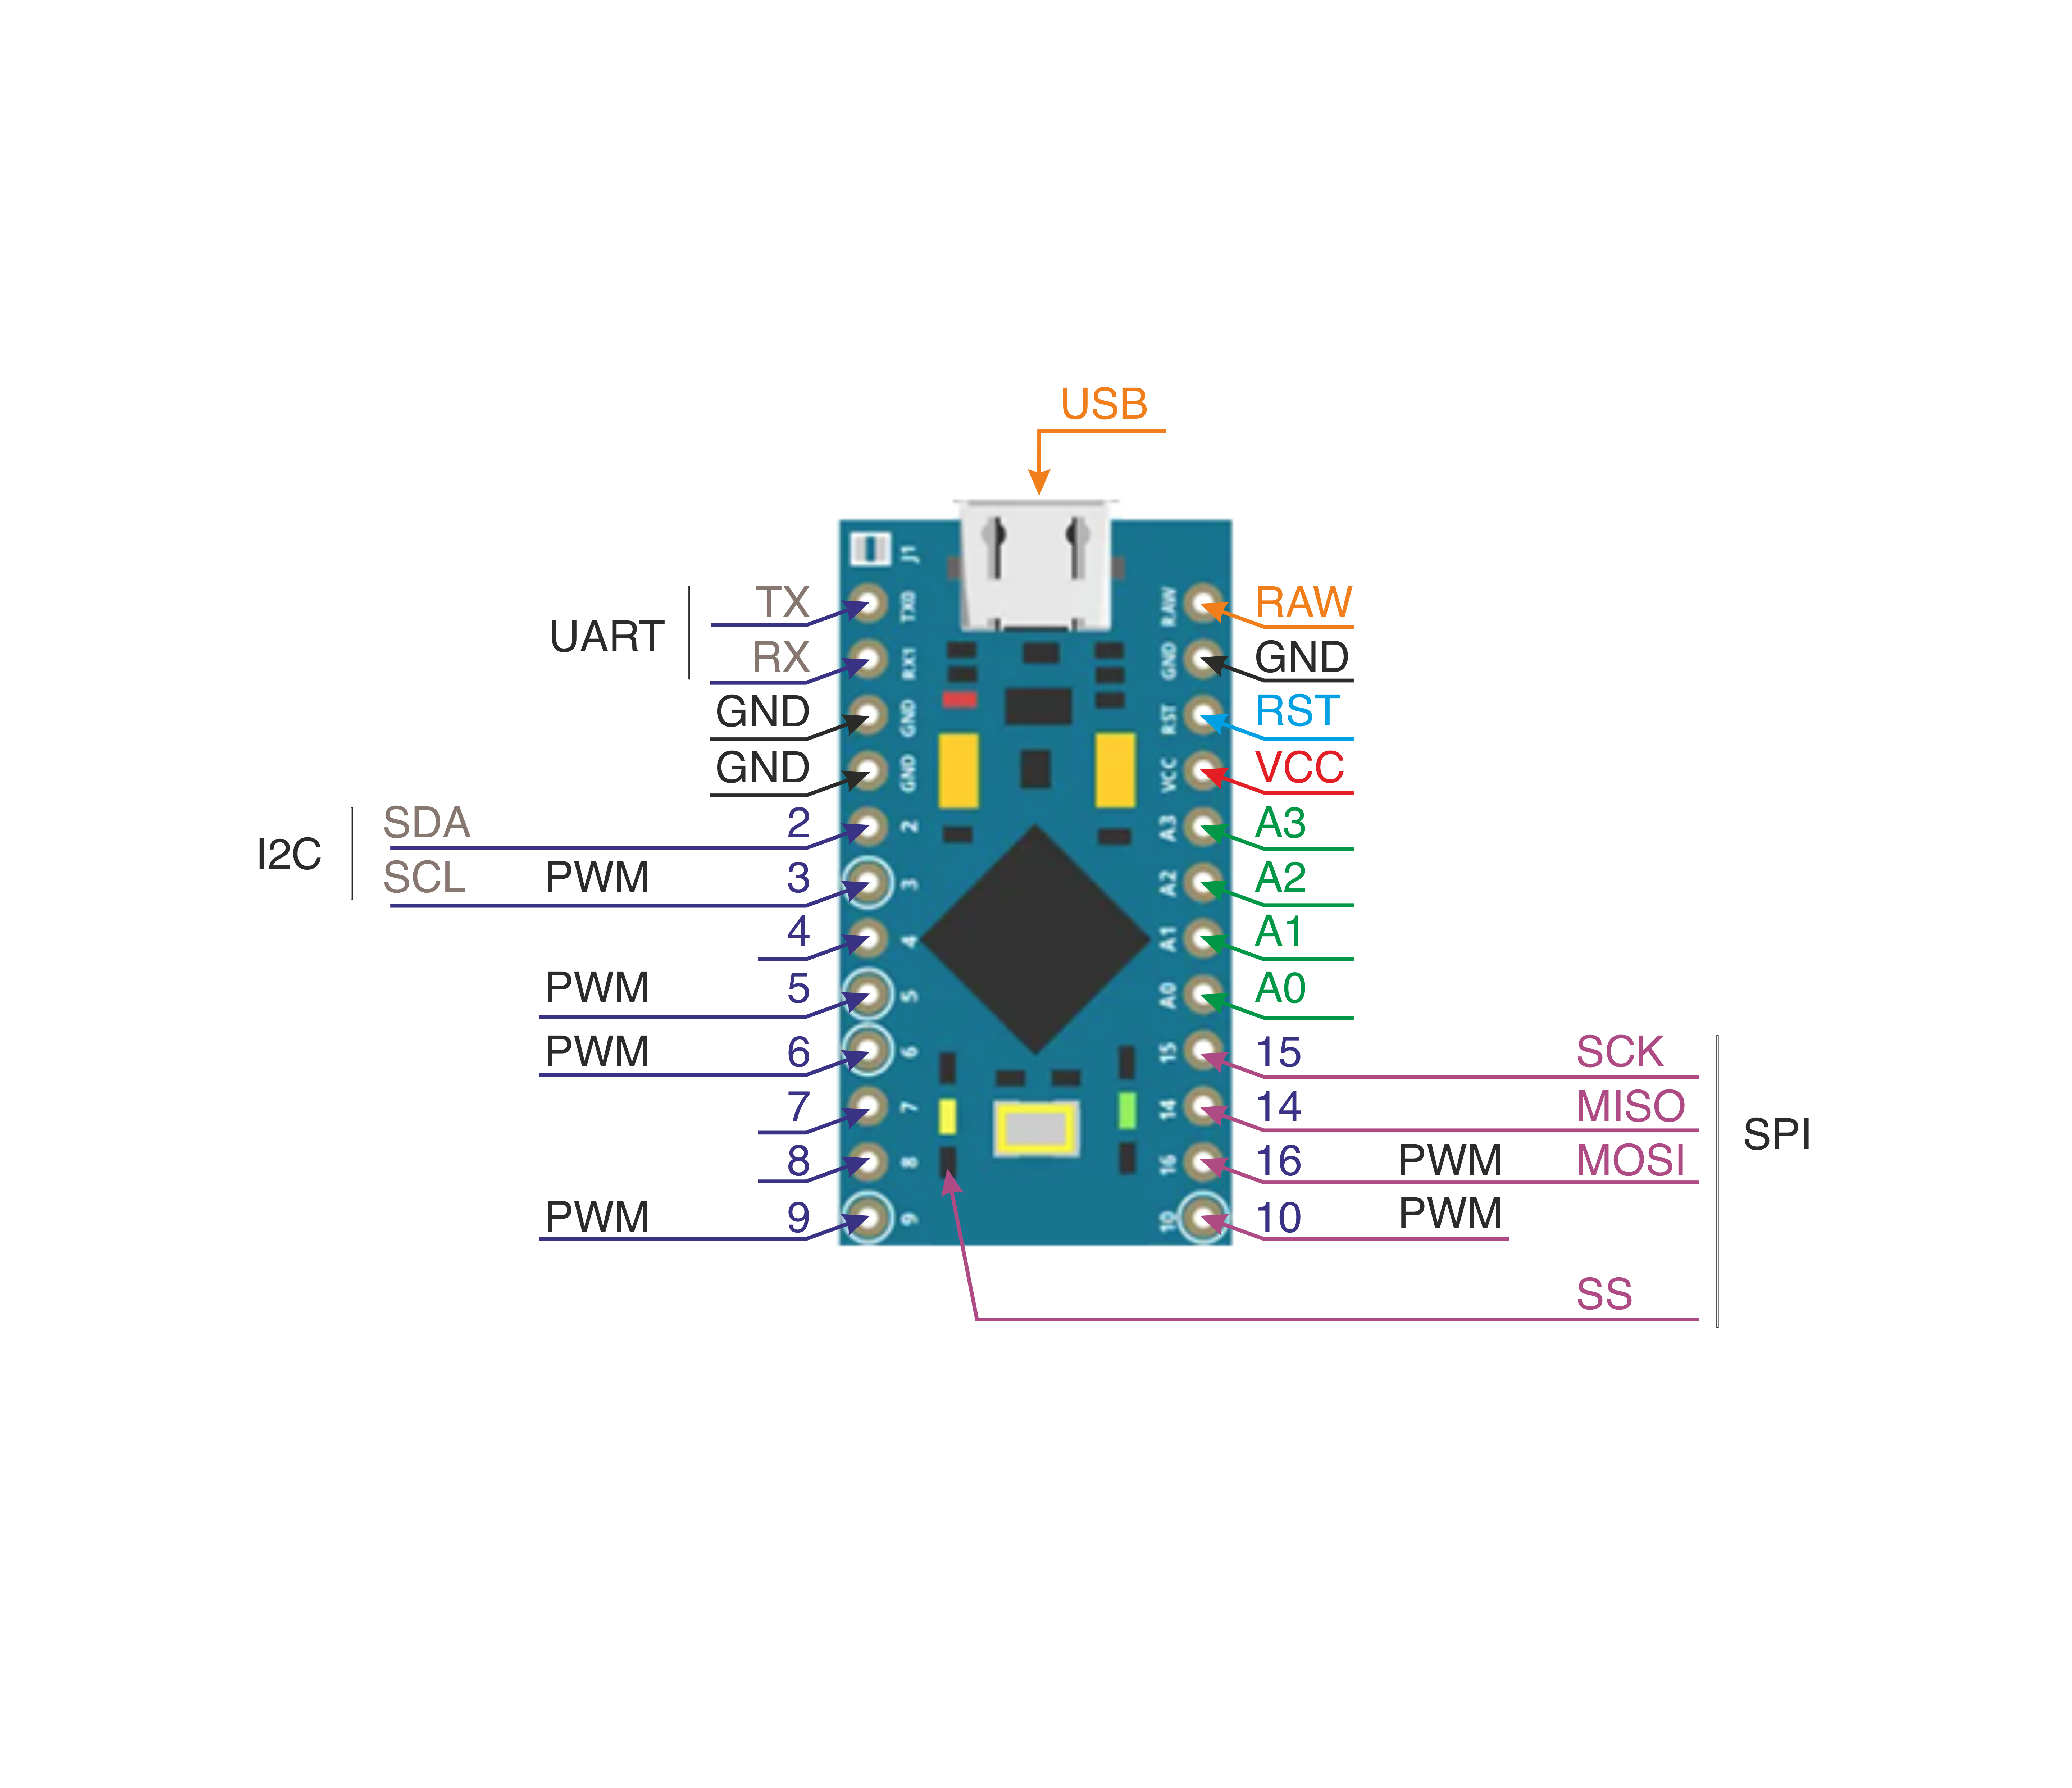 USB
J1
UART
TX
TX0
RAW
RAW
RX
RX1
GND
GND
GND
GND
RST
RST
GND
GND
VCC
VCC
I2C
SDA
2
2
A3
A3
SCL
PWM
3
3
A2
A2
4
4
A1
A1
PWM
5
5
A0
A0
PWM
6
6
15
15
SCK
7
7
14
14
MISO
SPI
8
8
16
16
PWM
MOSI
PWM
9
9
10
10
PWM
SS